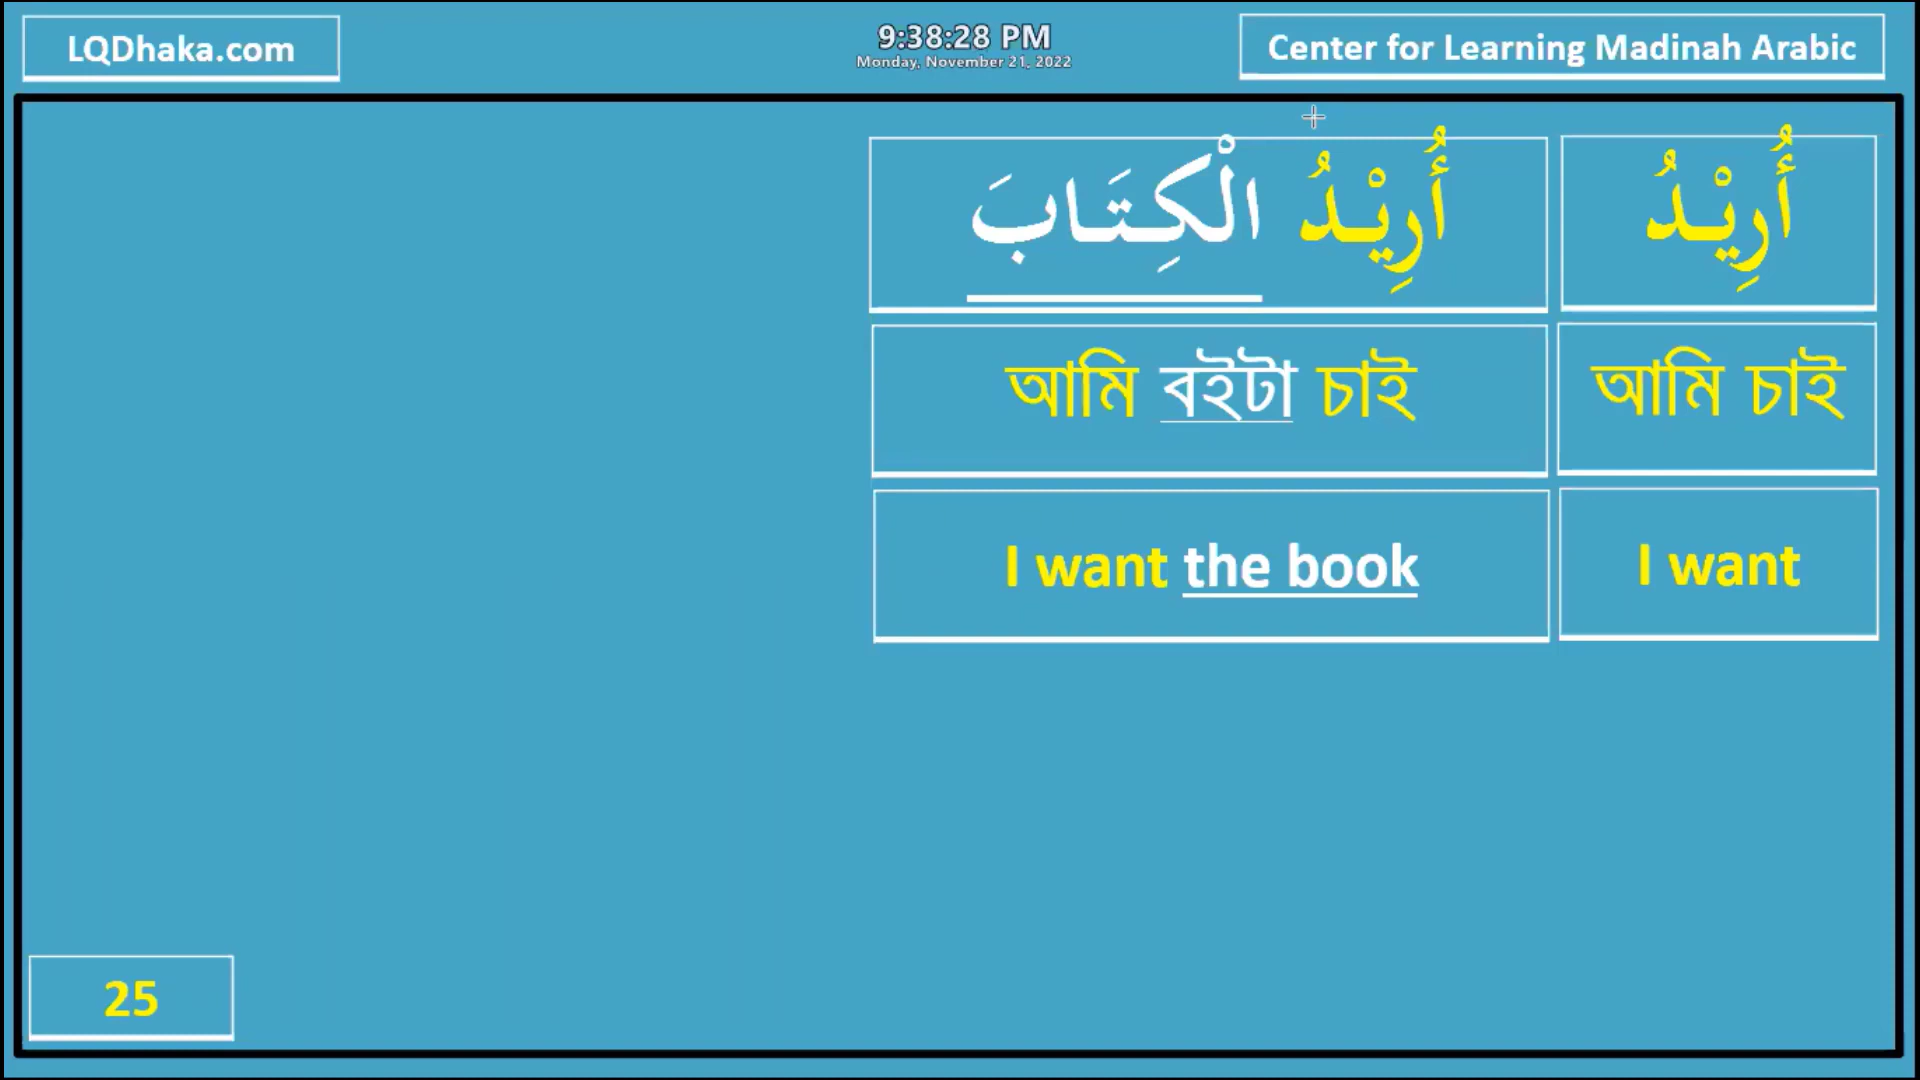 LQDhaka.com
9:38:28 PM
Monday, November 21, 2022
Center for Learning Madinah Arabic
أُرِيْدُ
أُرِيْدُ الْكِتَابَ
আমি চাই
আমি বইটা চাই
I want
I want the book
25